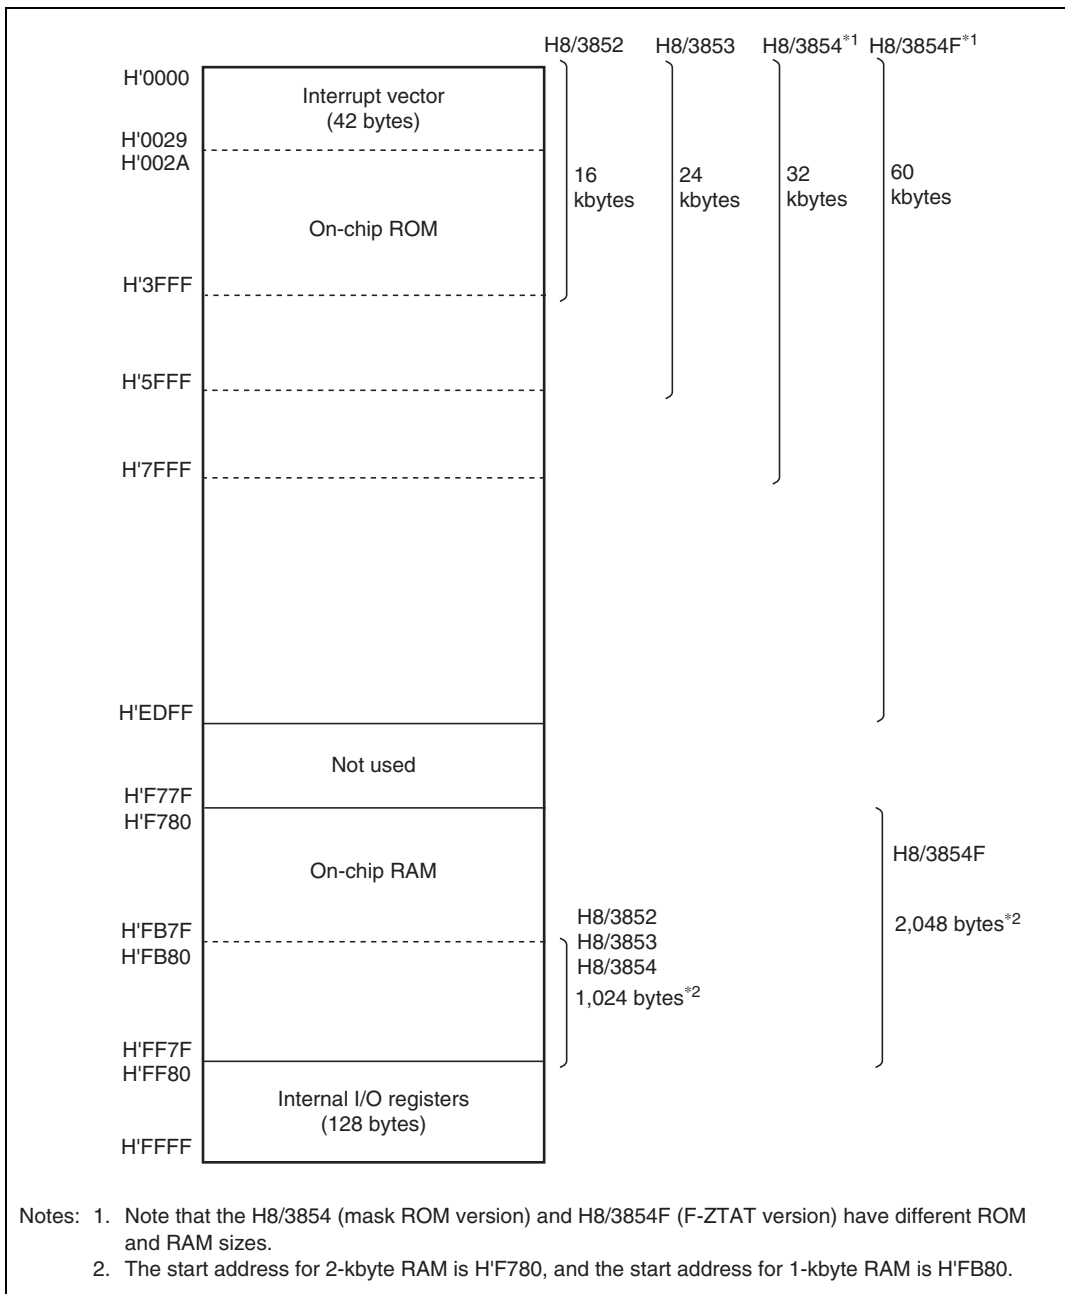 H8/3852 H8/3853 H8/3854*1 H8/3854F*1
H'0000
Interrupt vector
(42 bytes)
H'0029
H'002A
16
kbytes
24
kbytes
32
kbytes
60
kbytes
On-chip ROM
H'3FFF
H'5FFF
H'7FFF
H'EDFF
Not used
H'F77F
H'F780
On-chip RAM
H8/3854F
2,048 bytes*2
H'FB7F
H'FB80
H8/3852
H8/3853
H8/3854
1,024 bytes*2
H'FF7F
H'FF80
Internal I/O registers
(128 bytes)
H'FFFF
Notes: 1. Note that the H8/3854 (mask ROM version) and H8/3854F (F-ZTAT version) have different ROM
and RAM sizes.
2. The start address for 2-kbyte RAM is H'F780, and the start address for 1-kbyte RAM is H'FB80.